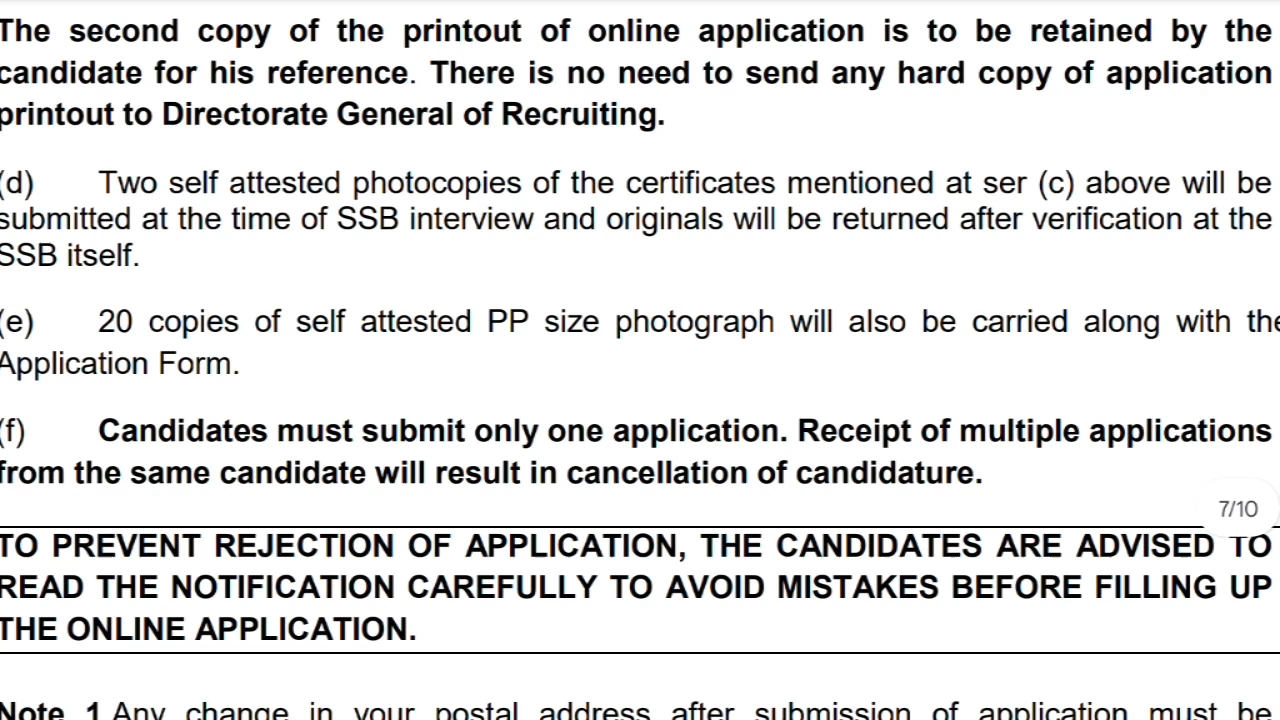 The second copy of the printout of online application is to be retained by the
candidate for his reference. There is no need to send any hard copy of application
printout to Directorate General of Recruiting.
(d) Two self attested photocopies of the certificates mentioned at ser (c) above will be
submitted at the time of SSB interview and originals will be returned after verification at the
SSB itself.
(e) 20 copies of self attested PP size photograph will also be carried along with the
Application Form.
(f) Candidates must submit only one application. Receipt of multiple applications
from the same candidate will result in cancellation of candidature.
7/10
TO PREVENT REJECTION OF APPLICATION, THE CANDIDATES ARE ADVISED TO
READ THE NOTIFICATION CAREFULLY TO AVOID MISTAKES BEFORE FILLING UP
THE ONLINE APPLICATION.
Note 1 Any change in your postal address after submission of application must be